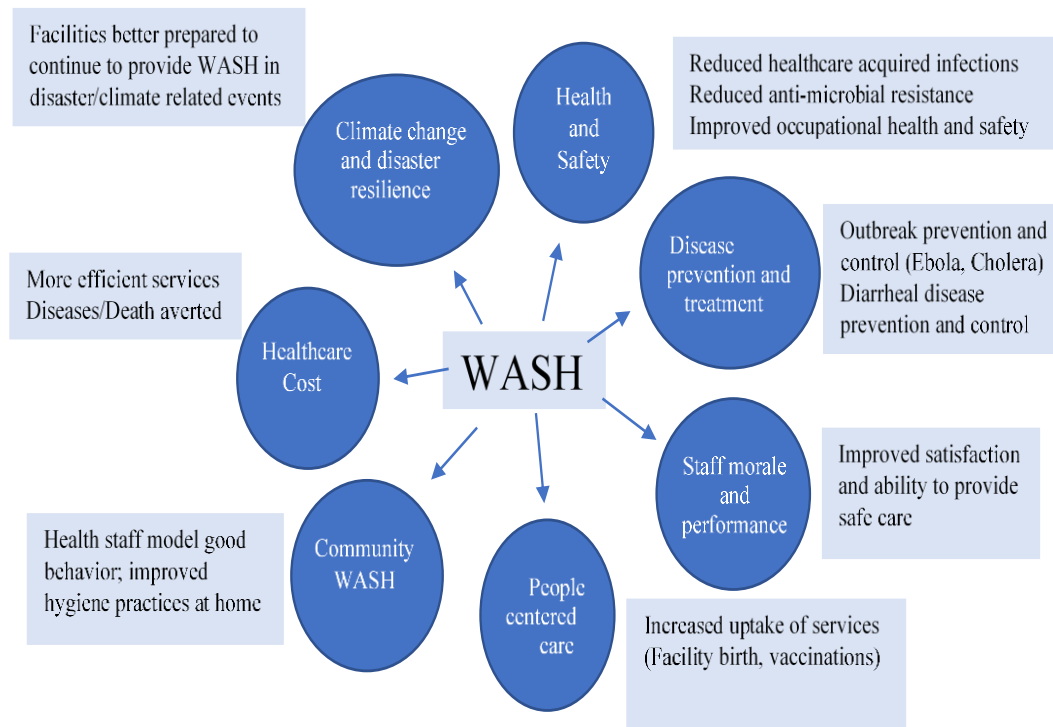 Facilities better prepared to
continue to provide WASH in
disaster/climate related events
Climate change
and disaster
resilience
Health
and
Safety
Reduced healthcare acquired infections
Reduced anti-microbial resistance
Improved occupational health and safety
Disease
prevention and
treatment
Outbreak prevention and
control (Ebola, Cholera)
Diarrheal disease
prevention and control
More efficient services
Diseases/Death averted
Healthcare
Cost
WASH
Staff morale
and
performance
Improved satisfaction
and ability to provide
safe care
Health staff model good
behavior; improved
hygiene practices at home
Community
WASH
People
centered
care
Increased uptake of services
(Facility birth, vaccinations)